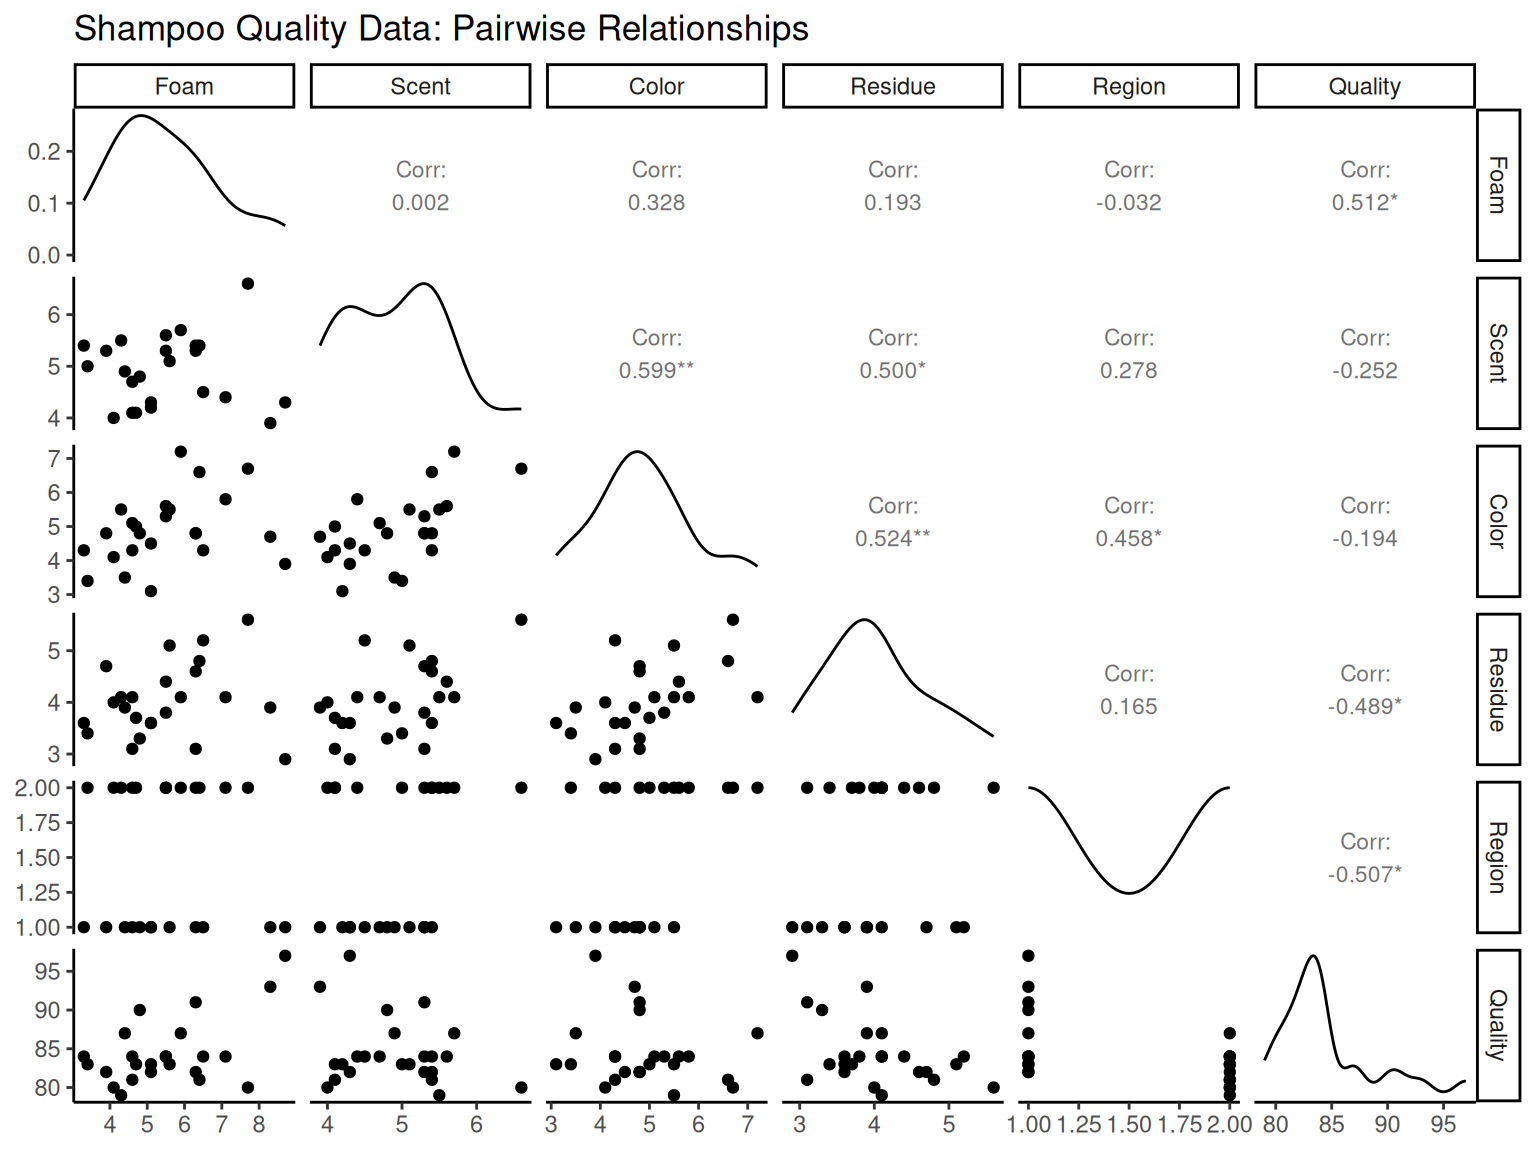 Shampoo Quality Data: Pairwise Relationships
Foam Scent Color Residue Region Quality
0.2
0.1
0.0
Corr:
0.002
Corr:
0.328
Corr:
0.193
Corr:
-0.032
Corr:
0.512*
Foam
6
5
4
Corr:
0.599**
Corr:
0.500*
Corr:
0.278
Corr:
-0.252
Scent
7
6
5
4
3
Corr:
0.524**
Corr:
0.458*
Corr:
-0.194
Color
5
4
3
Corr:
0.165
Corr:
-0.489*
Residue
2.00
1.75
1.50
1.25
1.00
Corr:
-0.507*
Region
95
90
85
80
Quality
4 5 6 7 8
4 5 6
3 4 5 6 7
3 4 5
1.00 1.25 1.50 1.75 2.00
80 85 90 95